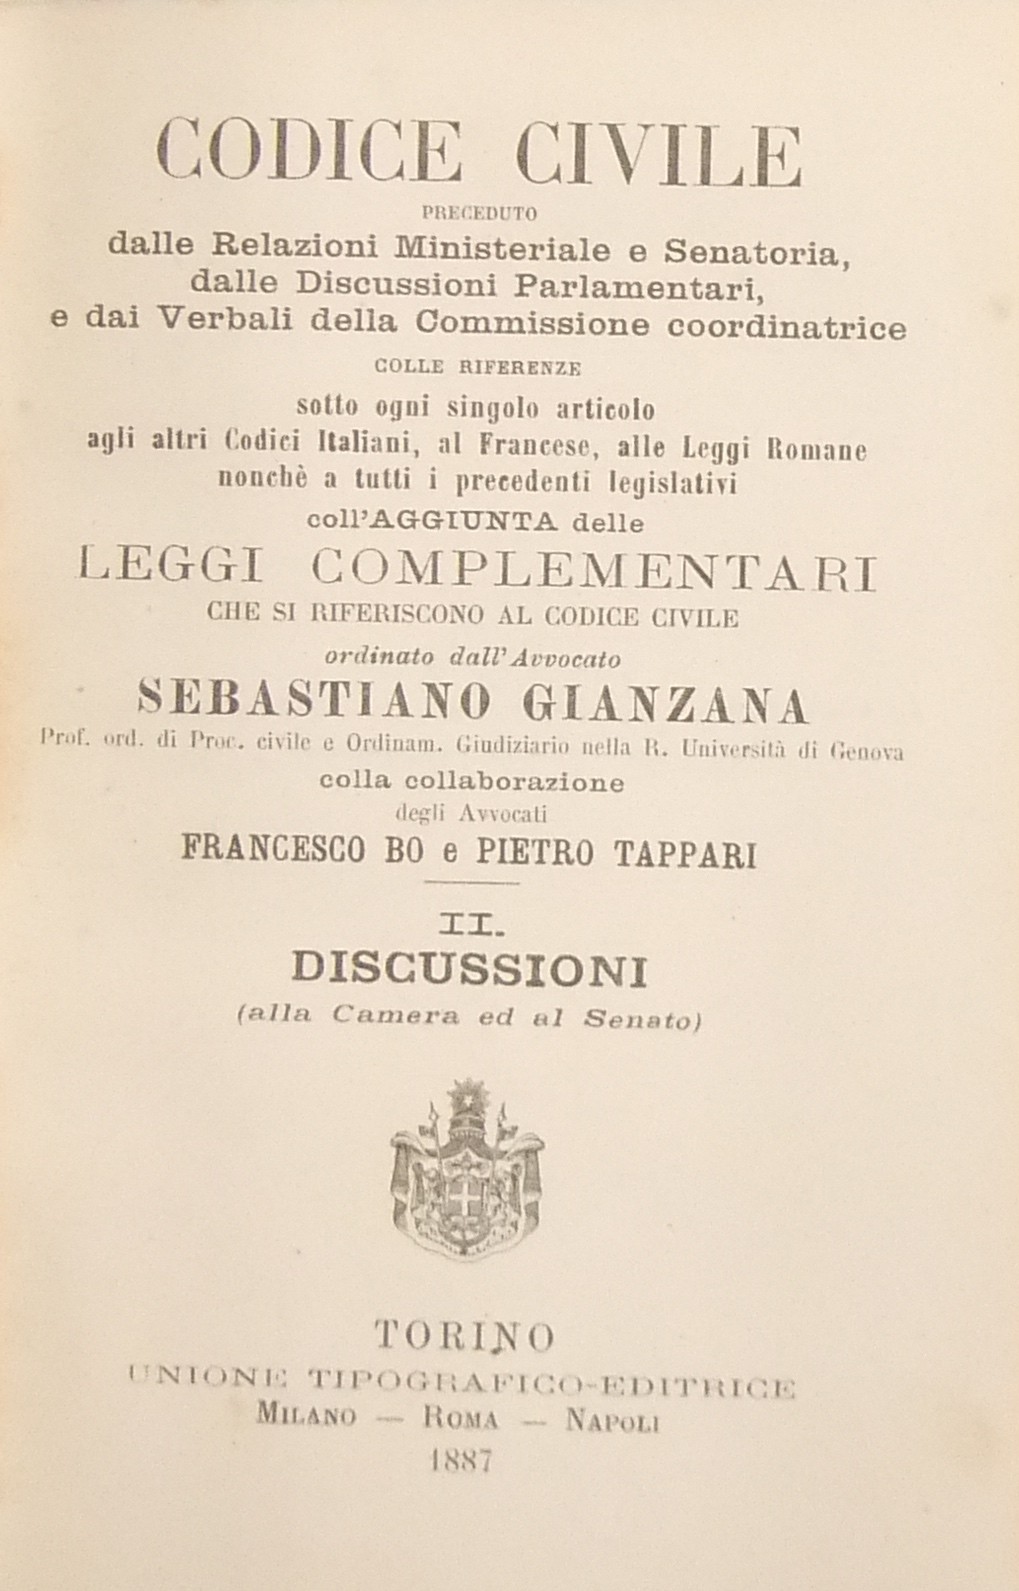 CODICE CIVILE
PRECEDUTO
dalle Relazioni Ministeriale e Senatoria,
dalle Discussioni Parlamentari,
e dai Verbali della Commissione coordinatrice
COLLE RIFERENZE
sotto ogni singolo articolo
agli altri Codici Italiani, al Francese, alle Leggi Romane
nonchè a tutti i precedenti legislativi
coll'AGGIUNTA delle
LEGGI COMPLEMENTARI
CHE SI RIFERISCONO AL CODICE CIVILE
ordinato dall'Avvocato
SEBASTIANO GIANZANA
Prof. ord. di Proc. civile e Ordinam. Giudiziario nella R. Università di Genova
colla collaborazione
degli Avvocati
FRANCESCO BO e PIETRO TAPPARI
II.
DISCUSSIONI
(alla Camera ed al Senato)
TORINO
UNIONE TIPOGRAFICO-EDITRICE
MILANO — ROMA — NAPOLI
1887